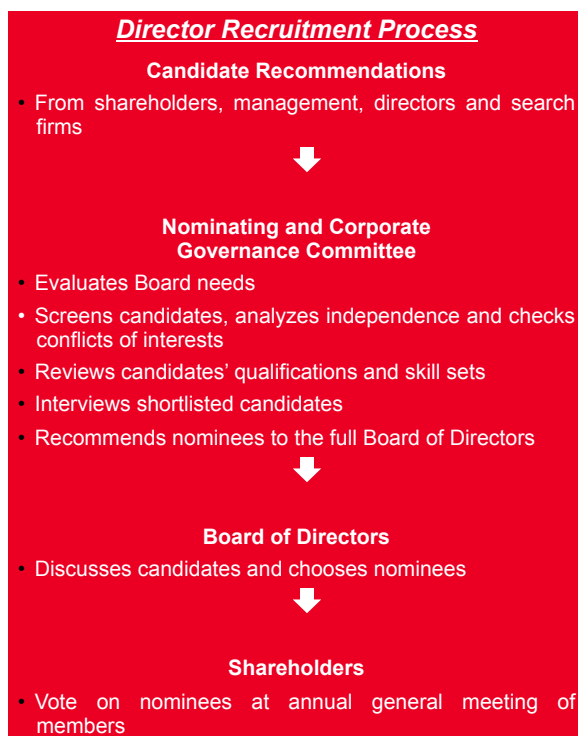 Director Recruitment Process
Candidate Recommendations
• From shareholders, management, directors and search
firms
Nominating and Corporate
Governance Committee
• Evaluates Board needs
• Screens candidates, analyzes independence and checks
conflicts of interests
• Reviews candidates’ qualifications and skill sets
• Interviews shortlisted candidates
• Recommends nominees to the full Board of Directors
Board of Directors
• Discusses candidates and chooses nominees
Shareholders
• Vote on nominees at annual general meeting of
members